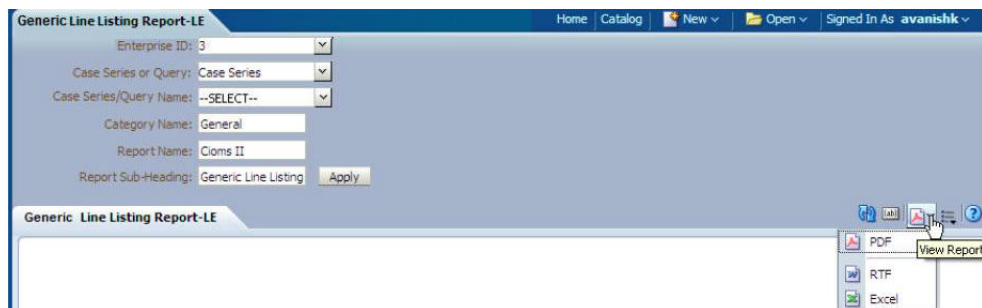 Generic Line Listing Report-LE
Home Catalog New Open Signed In As avanishk
Enterprise ID: 3
Case Series or Query: Case Series
Case Series/Query Name: --SELECT--
Category Name: General
Report Name: Cioms II
Report Sub-Heading: Generic Line Listing Apply
Generic Line Listing Report-LE
PDF
View Report
RTF
Excel